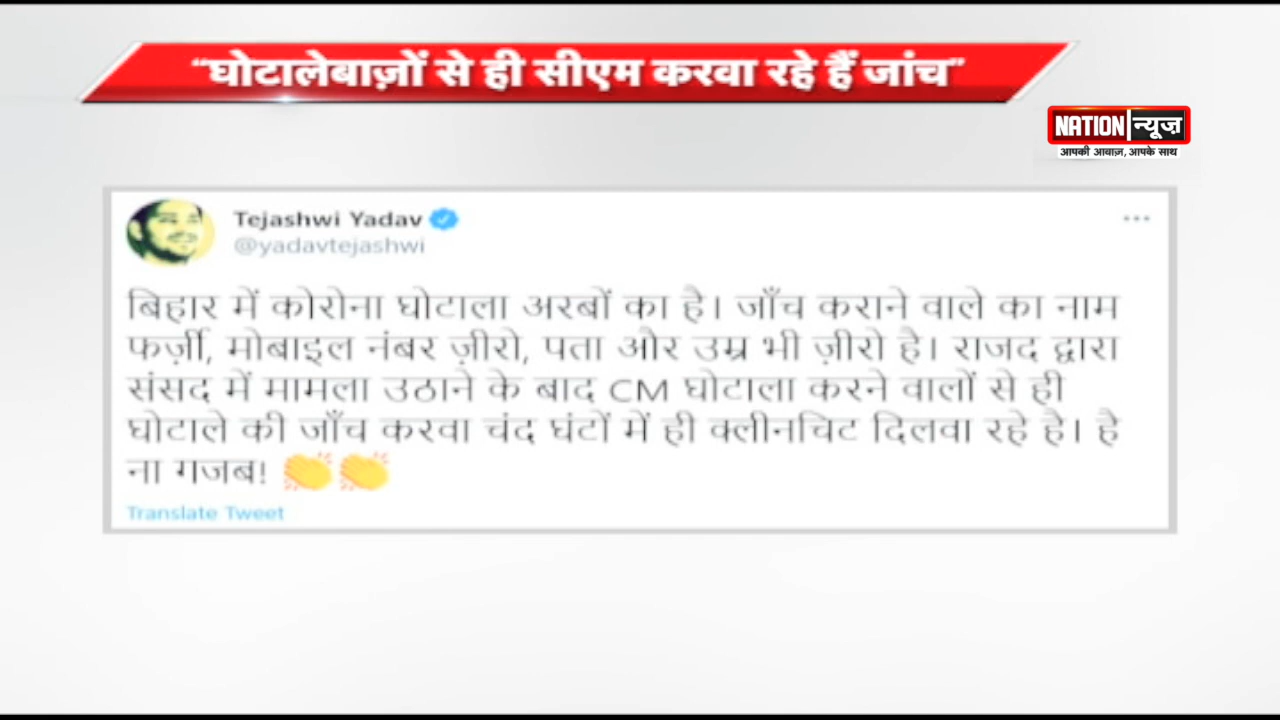 “घोटालेबाज़ों से ही सीएम करवा रहे हैं जांच”
NATION न्यूज़
आपकी आवाज़, आपके साथ
Tejashwi Yadav
@yadavtejashwi
बिहार में कोरोना घोटाला अरबों का है। जाँच कराने वाले का नाम
फर्ज़ी, मोबाइल नंबर ज़ीरो, पता और उम्र भी ज़ीरो है। राजद द्वारा
संसद में मामला उठाने के बाद CM घोटाला करने वालों से ही
घोटाले की जाँच करवा चंद घंटों में ही क्लीनचिट दिलवा रहे है। है
ना गजब! 👏👏
Translate Tweet